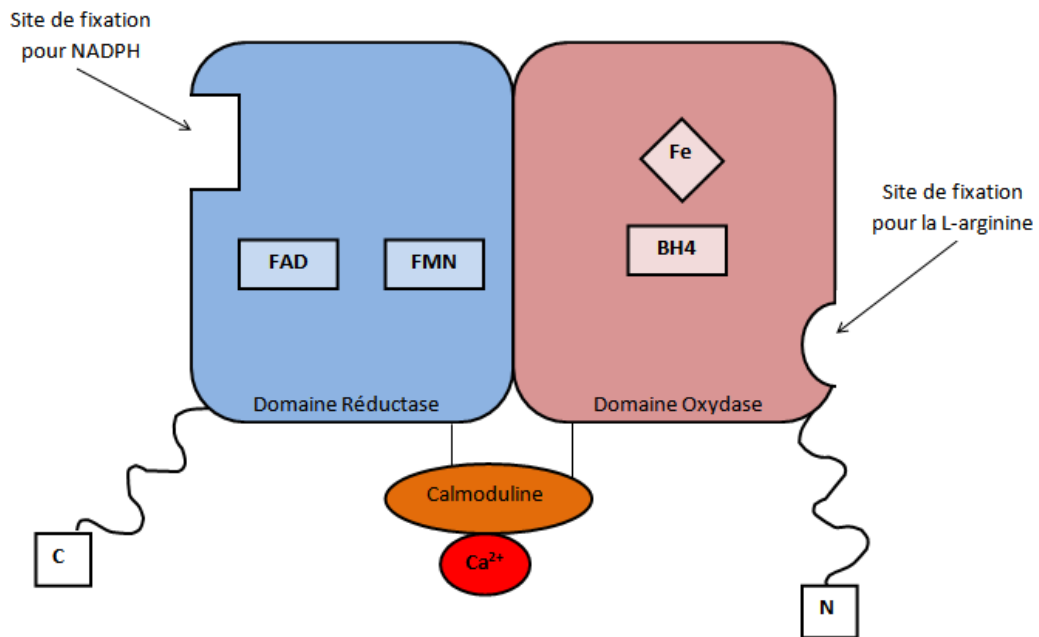 Site de fixation
pour NADPH
Fe
Site de fixation
pour la L-arginine
FAD
FMN
BH4
Domaine Réductase
Domaine Oxydase
Calmoduline
Ca²⁺
C
N